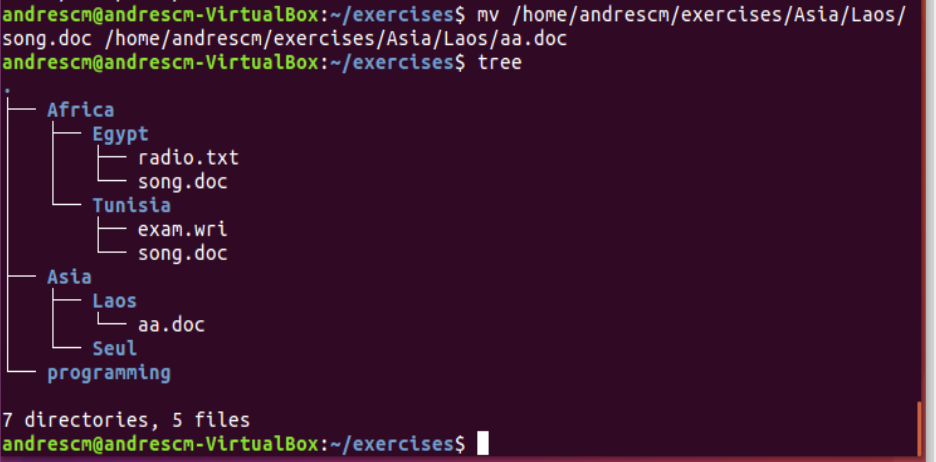 andrescm@andrescm-VirtualBox:~/exercises$ mv /home/andrescm/exercises/Asia/Laos/
song.doc /home/andrescm/exercises/Asia/Laos/aa.doc
andrescm@andrescm-VirtualBox:~/exercises$ tree
.
├── Africa
│   ├── Egypt
│   │   ├── radio.txt
│   │   └── song.doc
│   └── Tunisia
│       ├── exam.wri
│       └── song.doc
├── Asia
│   ├── Laos
│   │   └── aa.doc
│   └── Seul
└── programming
7 directories, 5 files
andrescm@andrescm-VirtualBox:~/exercises$